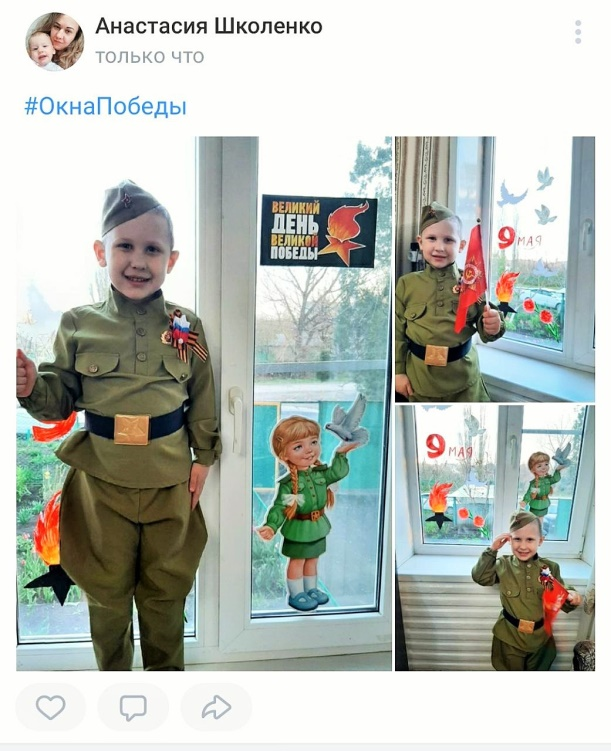 Анастасия Школенко
только что
#ОкнаПобеды
ВЕЛИКИЙ
ДЕНЬ
ВЕЛИКОЙ
ПОБЕДЫ
9
МАЯ
9
МАЯ